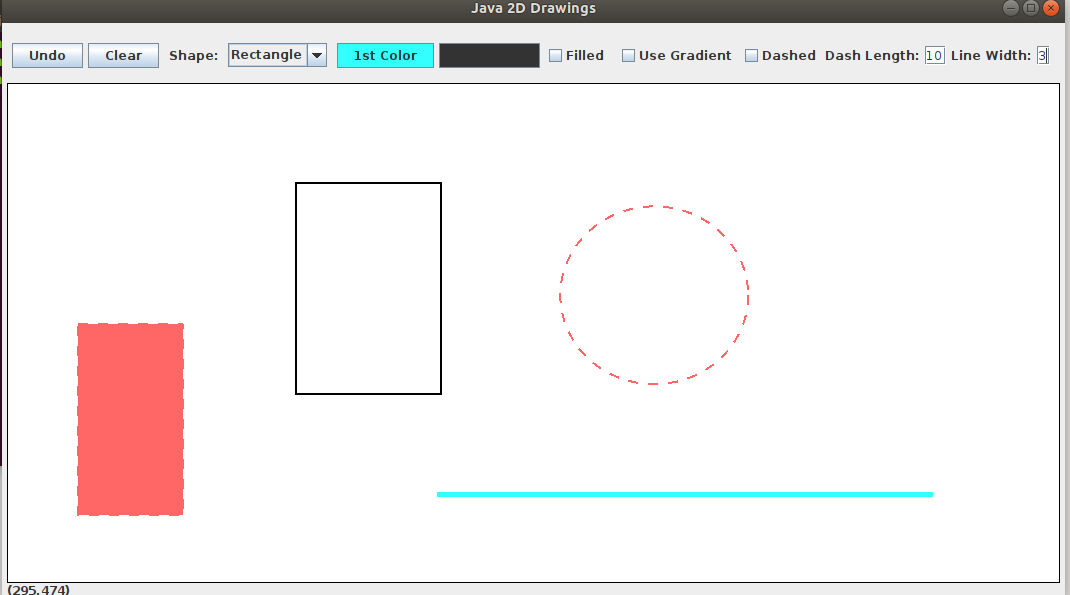 Java 2D Drawings
Undo Clear Shape: Rectangle 1st Color Filled Use Gradient Dashed Dash Length: 10 Line Width: 3
(295,474)